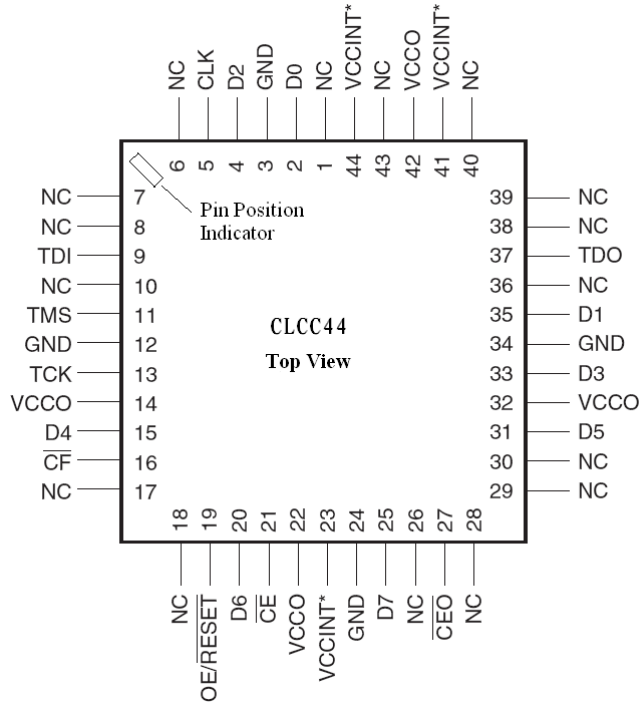 NC CLK D2 GND D0 NC VCCINT* NC VCCO VCCINT* NC
6 5 4 3 2 1 44 43 42 41 40
NC 7
NC 8
TDI 9
NC 10
TMS 11
GND 12
TCK 13
VCCO 14
D4 15
C̅F̅ 16
NC 17
Pin Position
Indicator
CLCC44
Top View
39 NC
38 NC
37 TDO
36 NC
35 D1
34 GND
33 D3
32 VCCO
31 D5
30 NC
29 NC
18 19 20 21 22 23 24 25 26 27 28
NC OE/R̅E̅S̅E̅T̅ D6 C̅E̅ VCCO VCCINT* GND D7 NC C̅E̅O̅ NC